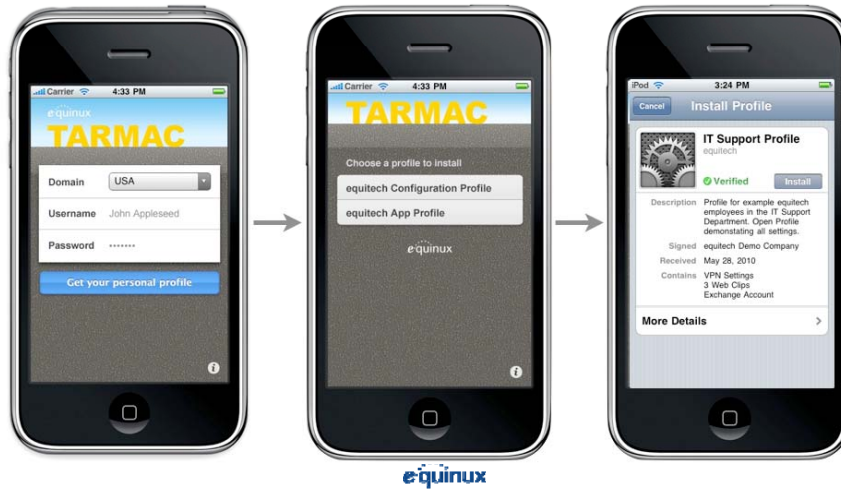 Carrier 4:33 PM
equinux
TARMAC
Domain USA
Username John Appleseed
Password •••••••
Get your personal profile
i
Carrier 4:33 PM
TARMAC
Choose a profile to install
equitech Configuration Profile
equitech App Profile
equinux
i
iPod 3:24 PM
Cancel Install Profile
IT Support Profile
equitech
Verified Install
Description Profile for example equitech
employees in the IT Support
Department. Open Profile
demonstating all settings.
Signed equitech Demo Company
Received May 28, 2010
Contains VPN Settings
3 Web Clips
Exchange Account
More Details
equinux